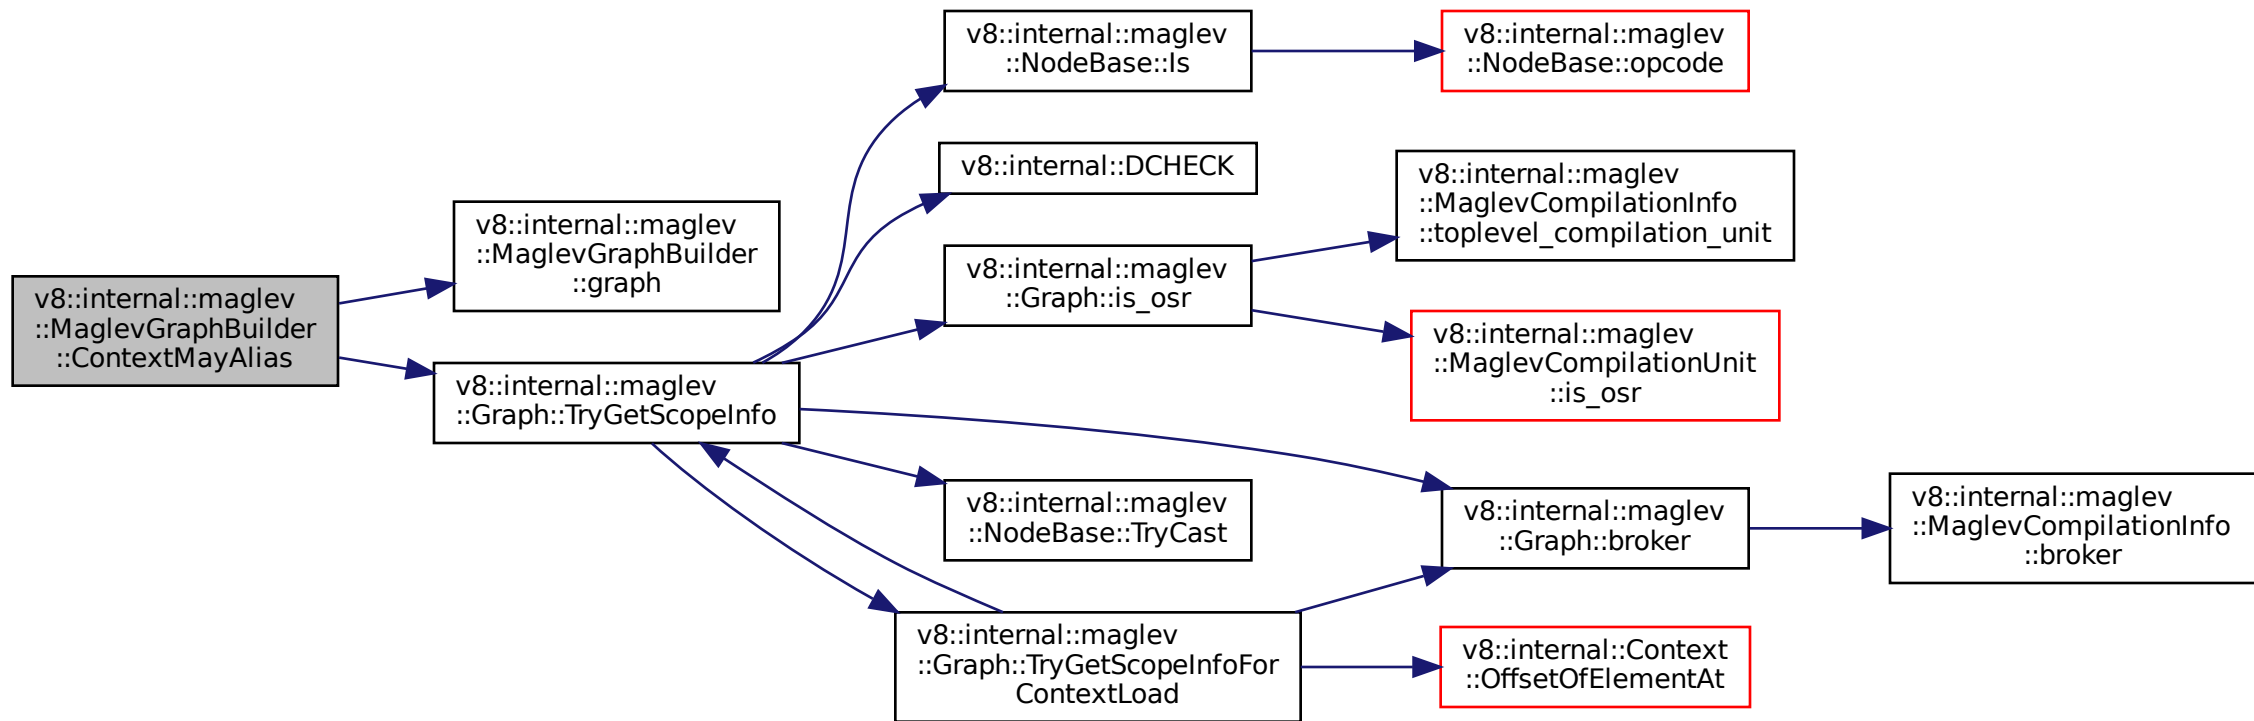 v8::internal::maglev
::MaglevGraphBuilder
::ContextMayAlias
v8::internal::maglev
::MaglevGraphBuilder
::graph
v8::internal::maglev
::Graph::TryGetScopeInfo
v8::internal::maglev
::NodeBase::Is
v8::internal::maglev
::NodeBase::opcode
v8::internal::DCHECK
v8::internal::maglev
::Graph::is_osr
v8::internal::maglev
::MaglevCompilationInfo
::toplevel_compilation_unit
v8::internal::maglev
::MaglevCompilationUnit
::is_osr
v8::internal::maglev
::NodeBase::TryCast
v8::internal::maglev
::Graph::broker
v8::internal::maglev
::MaglevCompilationInfo
::broker
v8::internal::maglev
::Graph::TryGetScopeInfoFor
ContextLoad
v8::internal::Context
::OffsetOfElementAt